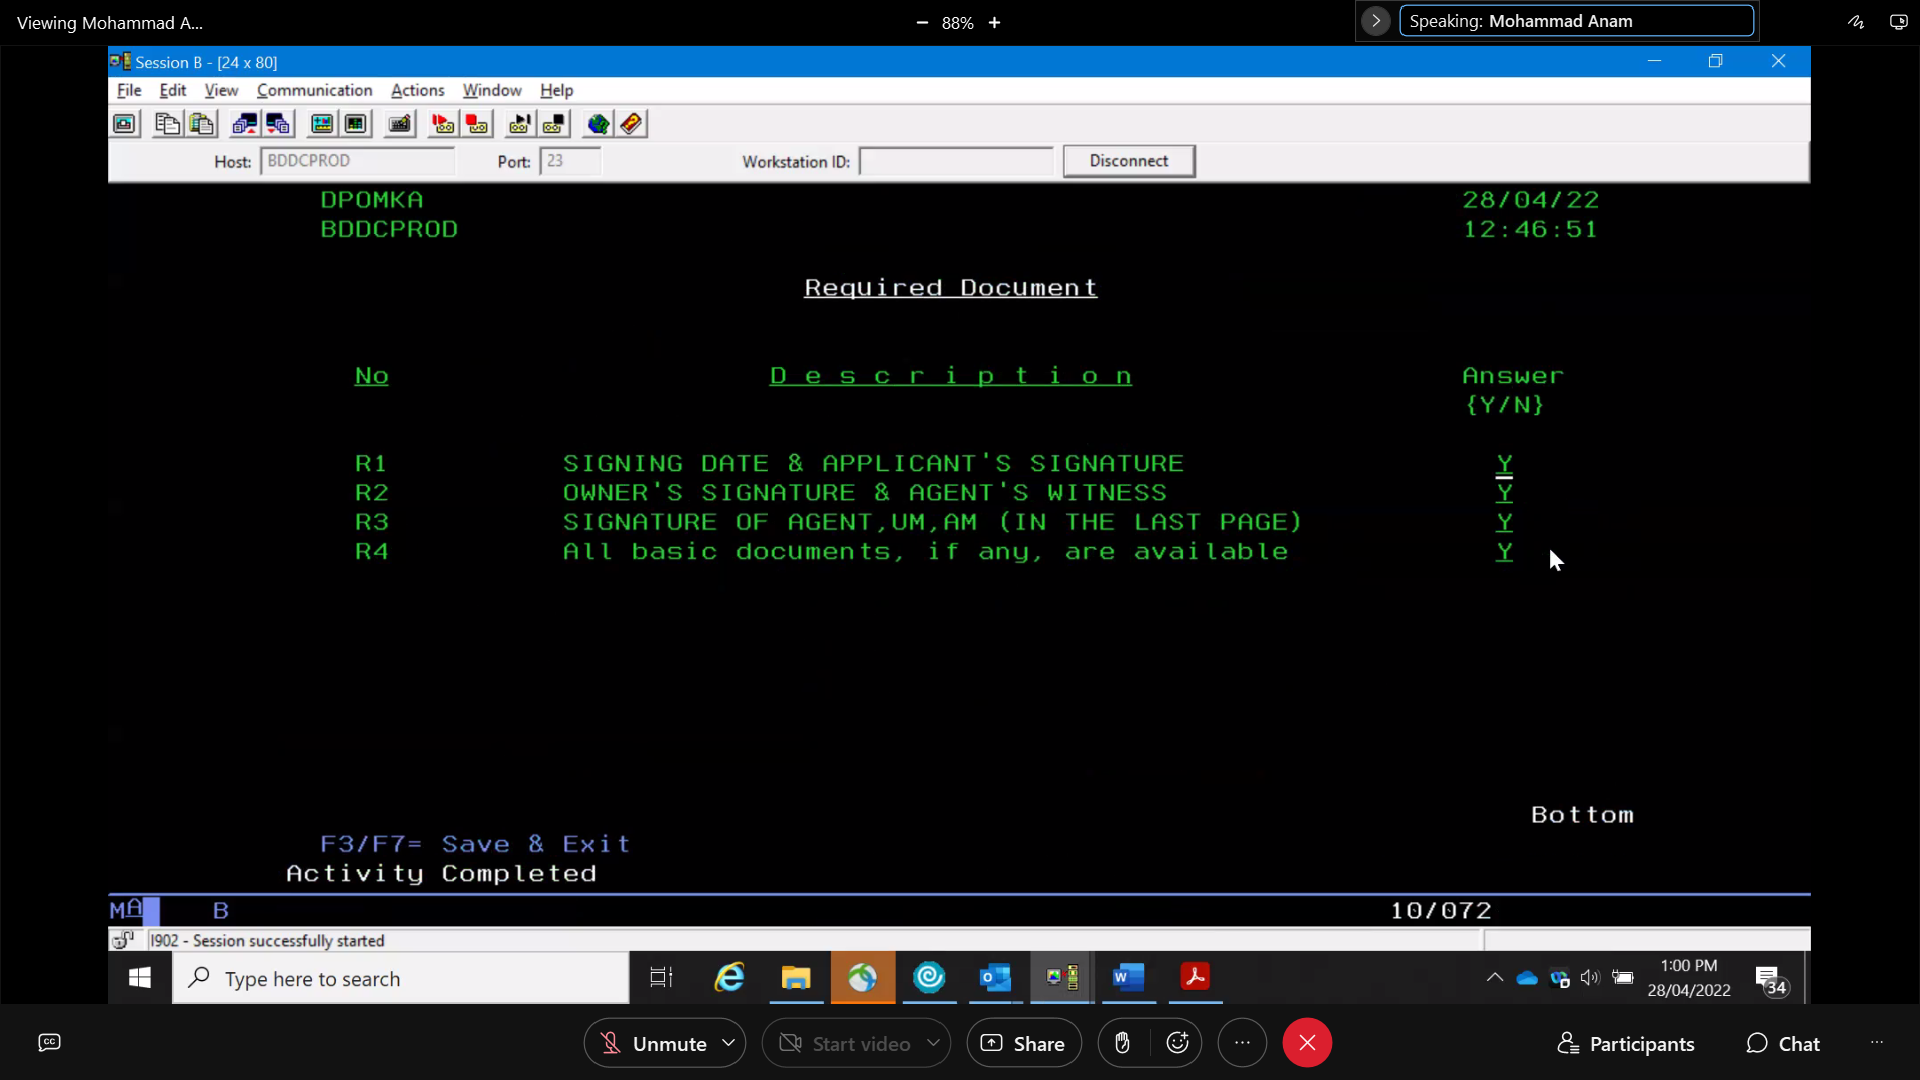 Viewing Mohammad A...
88%
Speaking: Mohammad Anam
Session B - [24 x 80]
File Edit View Communication Actions Window Help
Host: BDDCPROD Port: 23 Workstation ID: Disconnect
DPOMKA 28/04/22
BDDCPROD 12:46:51
Required Document
No D e s c r i p t i o n Answer
{Y/N}
R1 SIGNING DATE & APPLICANT'S SIGNATURE Y
R2 OWNER'S SIGNATURE & AGENT'S WITNESS Y
R3 SIGNATURE OF AGENT,UM,AM (IN THE LAST PAGE) Y
R4 All basic documents, if any, are available Y
Bottom
F3/F7= Save & Exit
Activity Completed
MA B 10/072
I902 - Session successfully started
Type here to search
1:00 PM
28/04/2022
34
Unmute Start video Share Participants Chat